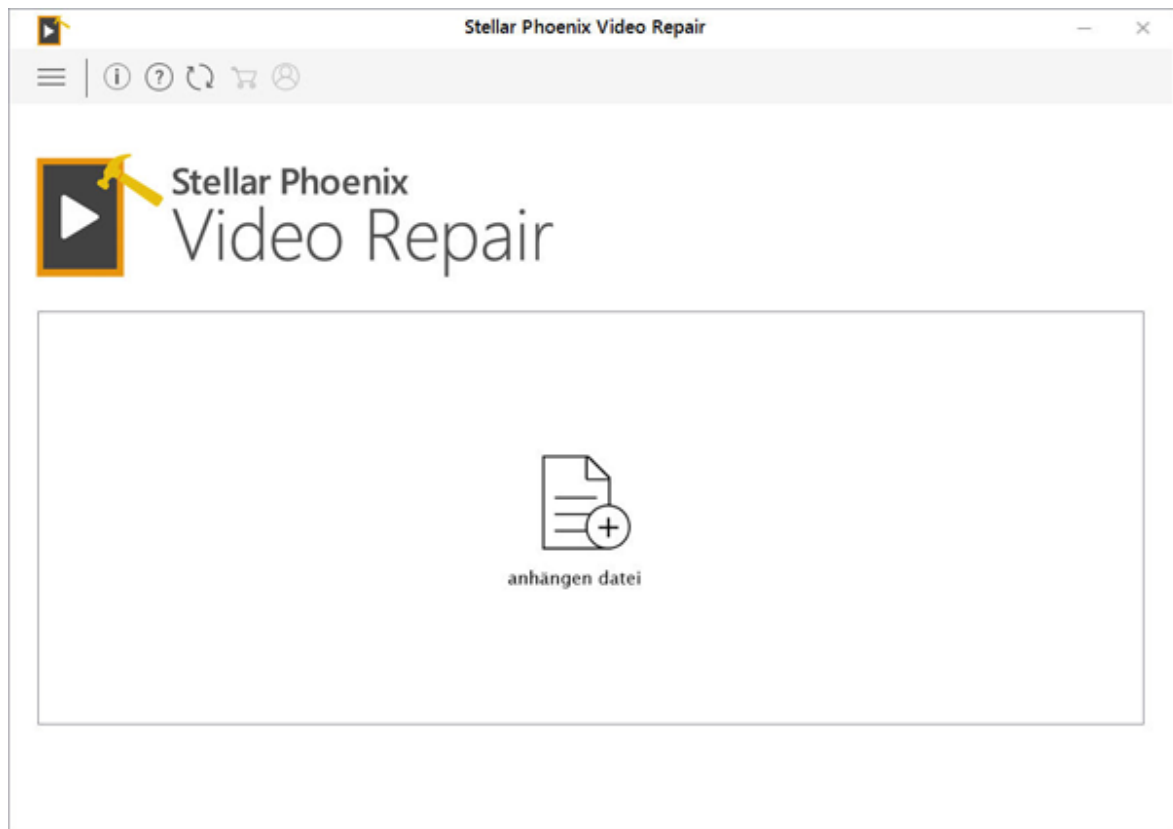 Stellar Phoenix Video Repair
Stellar Phoenix
Video Repair
anhängen datei